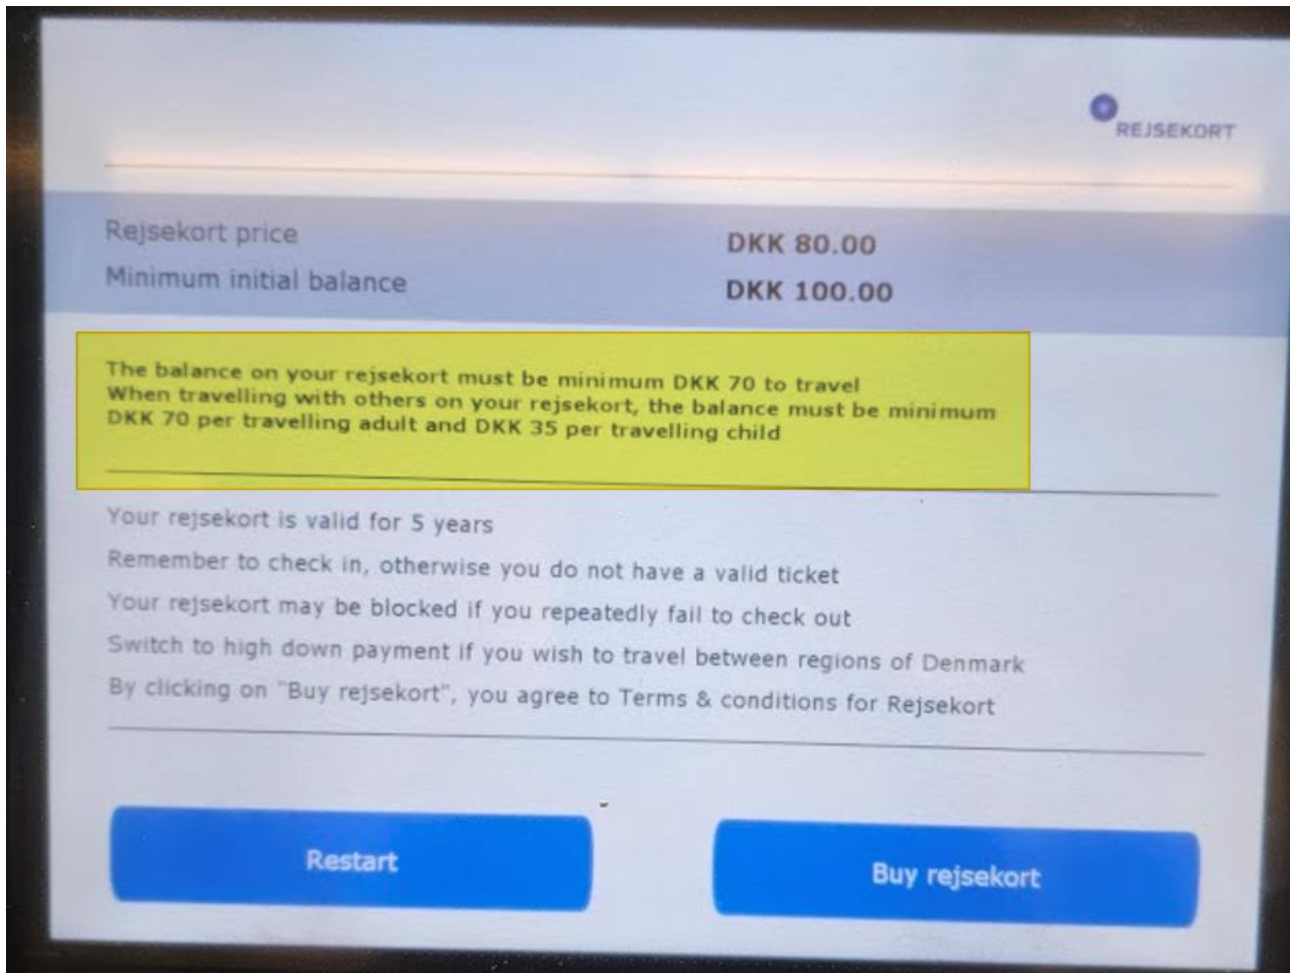 REJSEKORT
Rejsekort price DKK 80.00
Minimum initial balance DKK 100.00
The balance on your rejsekort must be minimum DKK 70 to travel
When travelling with others on your rejsekort, the balance must be minimum
DKK 70 per travelling adult and DKK 35 per travelling child
Your rejsekort is valid for 5 years
Remember to check in, otherwise you do not have a valid ticket
Your rejsekort may be blocked if you repeatedly fail to check out
Switch to high down payment if you wish to travel between regions of Denmark
By clicking on "Buy rejsekort", you agree to Terms & conditions for Rejsekort
Restart
Buy rejsekort